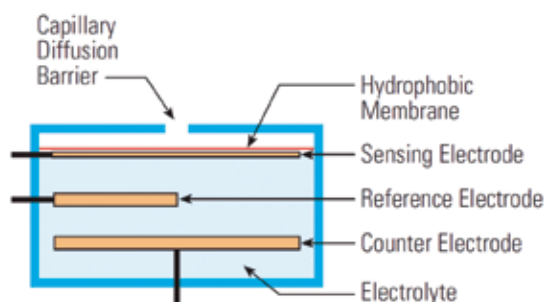 Capillary
Diffusion
Barrier
Hydrophobic
Membrane
Sensing Electrode
Reference Electrode
Counter Electrode
Electrolyte